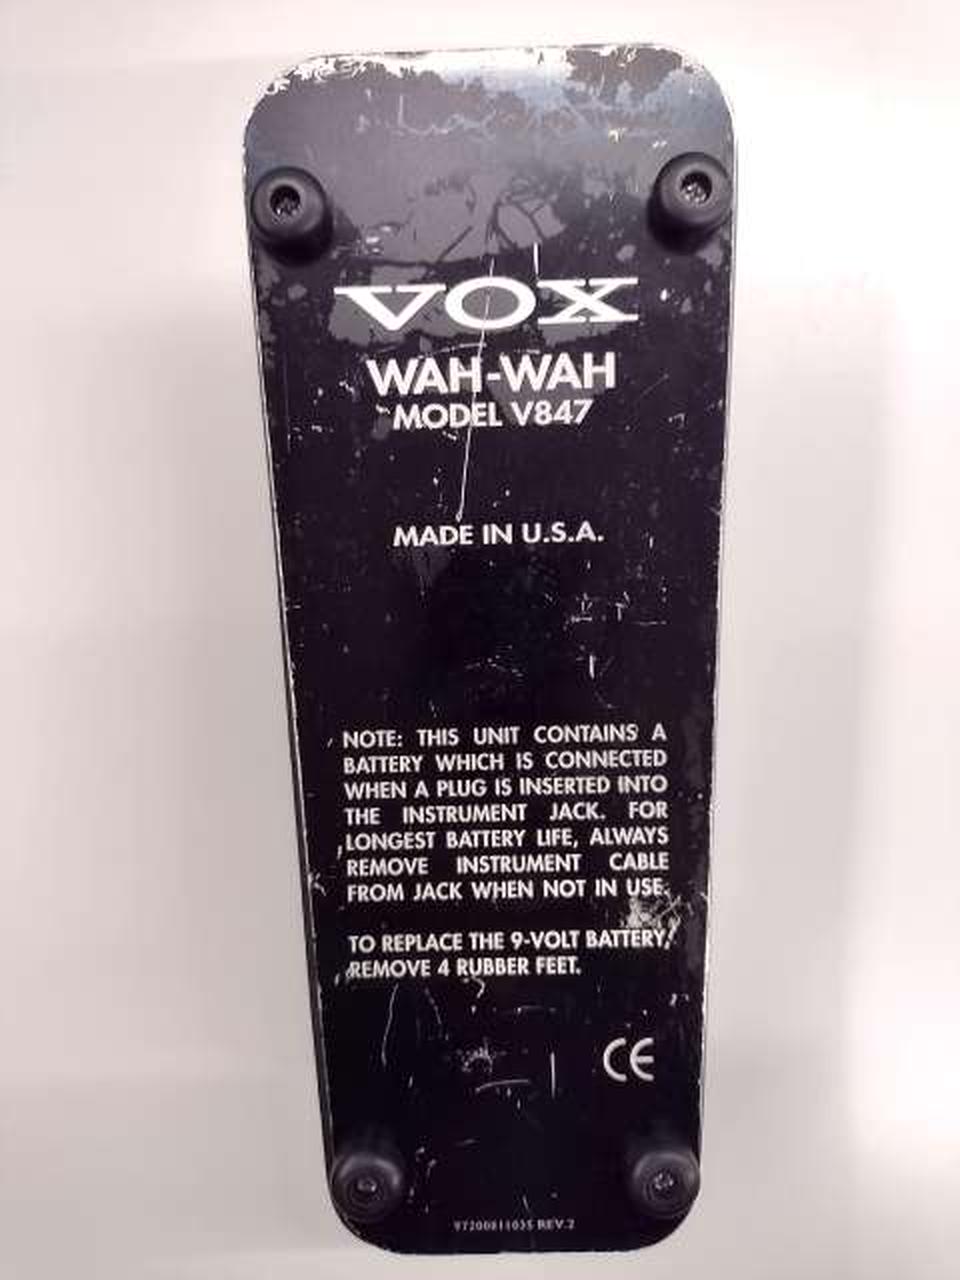 VOX
WAH-WAH
MODEL V847
MADE IN U.S.A.
NOTE: THIS UNIT CONTAINS A
BATTERY WHICH IS CONNECTED
WHEN A PLUG IS INSERTED INTO
THE INSTRUMENT JACK. FOR
LONGEST BATTERY LIFE, ALWAYS
REMOVE INSTRUMENT CABLE
FROM JACK WHEN NOT IN USE.
TO REPLACE THE 9-VOLT BATTERY,
REMOVE 4 RUBBER FEET.
CE
REV.2